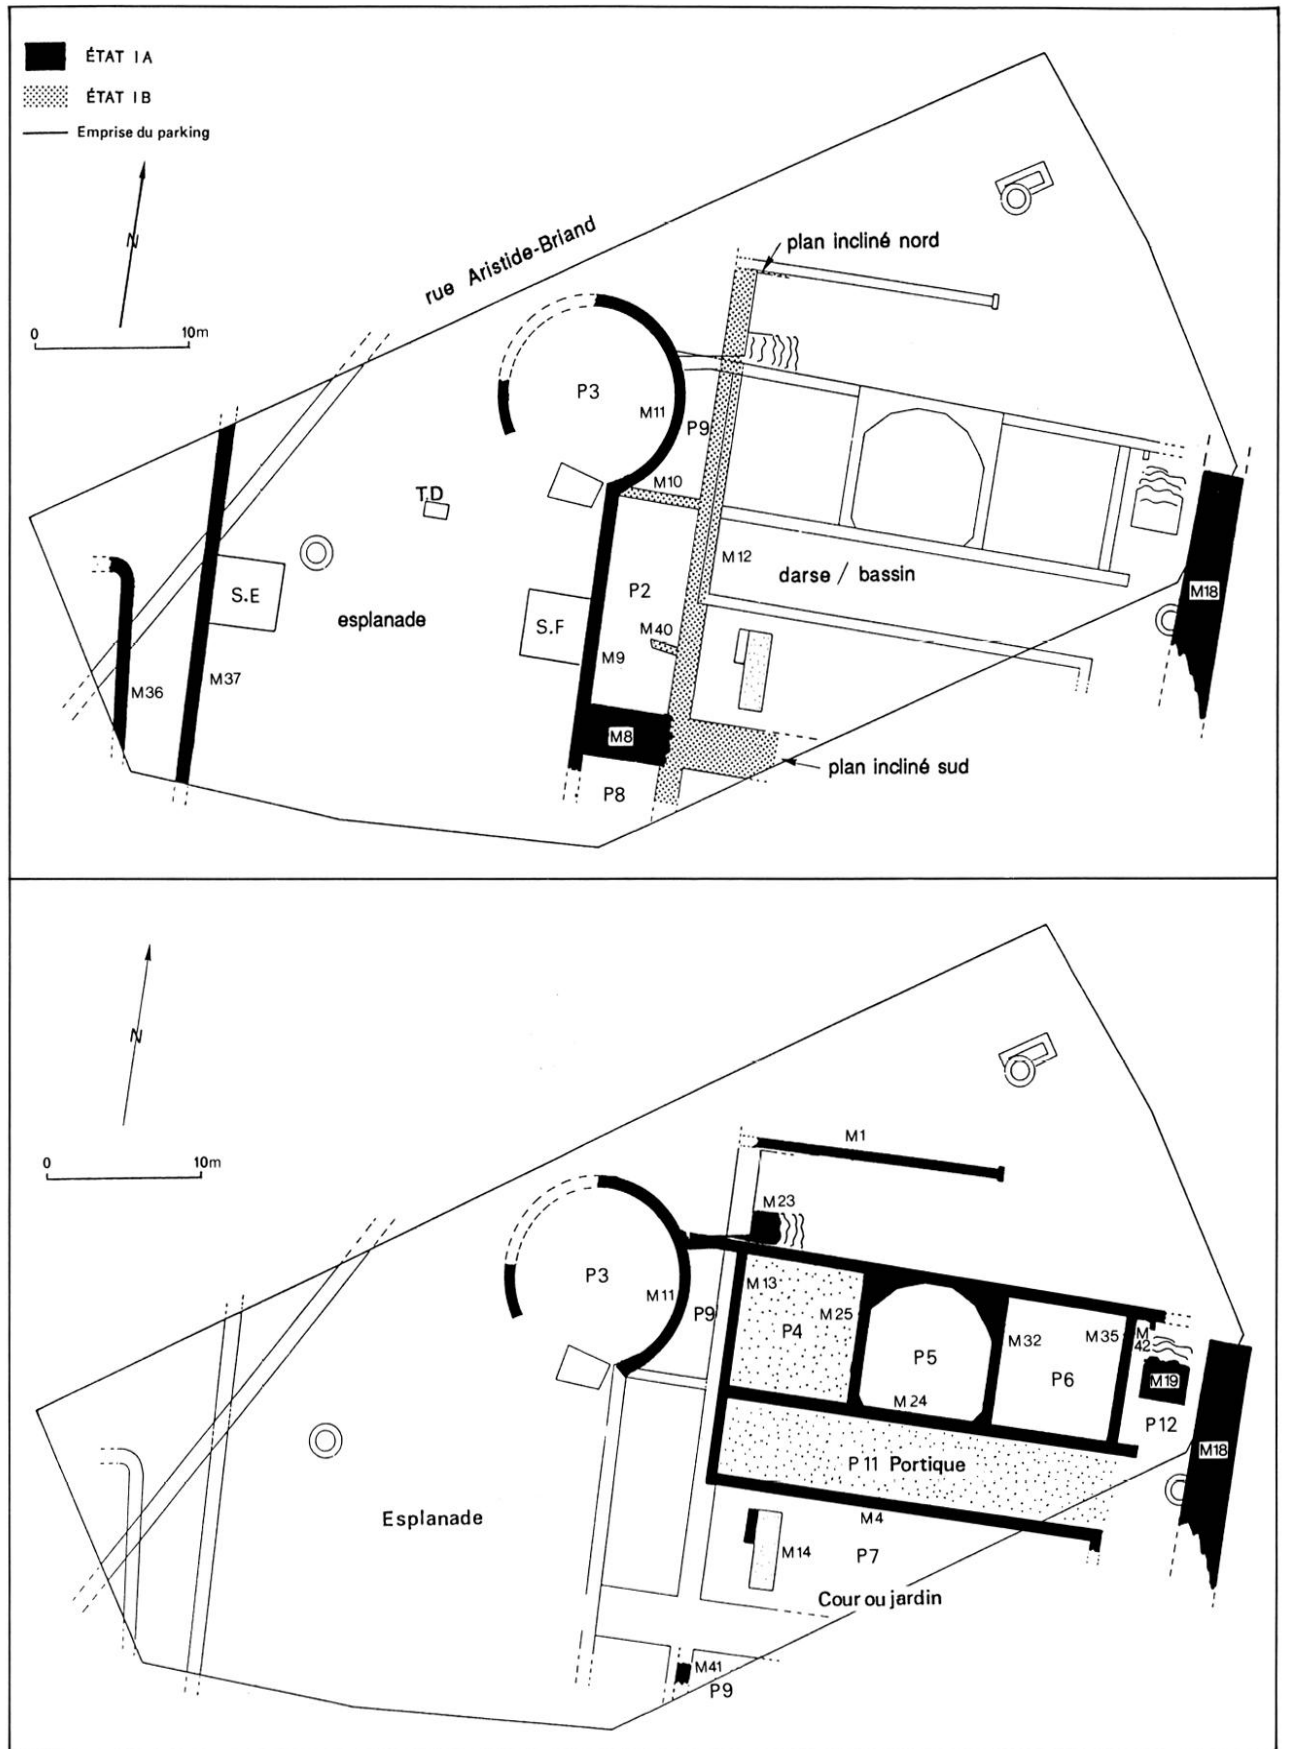 ÉTAT IA
ÉTAT IB
Emprise du parking
N
0 10m
rue Aristide-Briand
plan incliné nord
P3
M11
P9
M10
T.D
S.E
esplanade
S.F
P2
M40
M9
M12
darse / bassin
M18
M36
M37
M8
plan incliné sud
P8
N
0 10m
M1
M23
P3
M11
P9
M13
P4
M25
P5
M24
M32
P6
M35
M
42
M19
P12
M18
P11 Portique
Esplanade
M4
M14
P7
Cour ou jardin
M41
P9